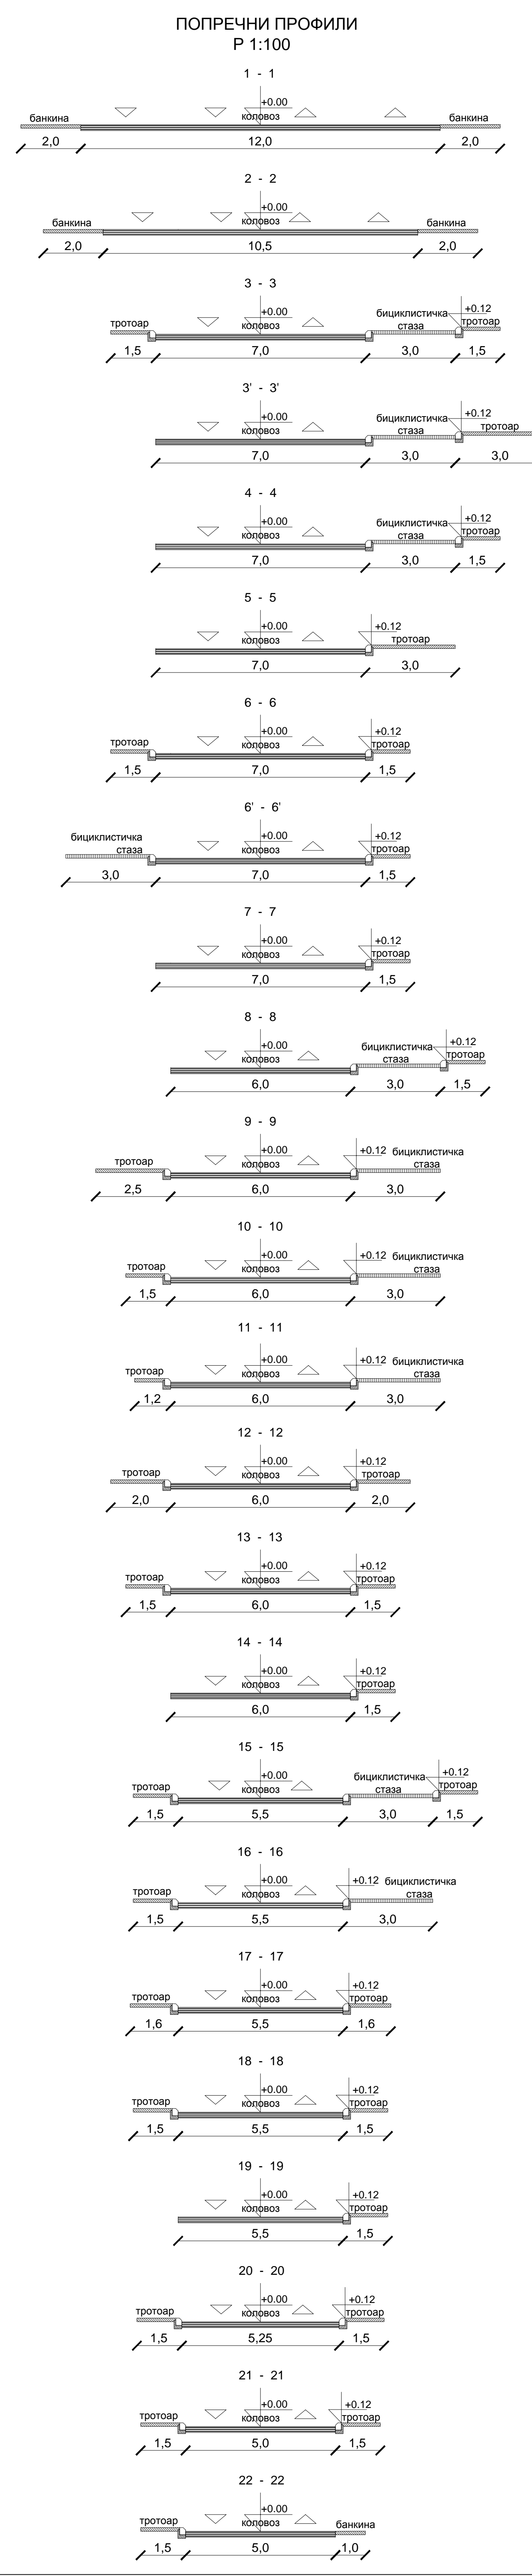 ПОПРЕЧНИ ПРОФИЛИ
Р 1:100
1 - 1
банкина +0.00 коловоз банкина
2,0 12,0 2,0
2 - 2
банкина +0.00 коловоз банкина
2,0 10,5 2,0
3 - 3
тротоар +0.00 коловоз бициклистичка стаза +0.12 тротоар
1,5 7,0 3,0 1,5
3' - 3'
+0.00 коловоз бициклистичка стаза +0.12 тротоар
7,0 3,0 3,0
4 - 4
+0.00 коловоз бициклистичка стаза +0.12 тротоар
7,0 3,0 1,5
5 - 5
+0.00 коловоз +0.12 тротоар
7,0 3,0
6 - 6
тротоар +0.00 коловоз +0.12 тротоар
1,5 7,0 1,5
6' - 6'
бициклистичка стаза +0.00 коловоз +0.12 тротоар
3,0 7,0 1,5
7 - 7
+0.00 коловоз +0.12 тротоар
7,0 1,5
8 - 8
+0.00 коловоз бициклистичка стаза +0.12 тротоар
6,0 3,0 1,5
9 - 9
тротоар +0.00 коловоз +0.12 бициклистичка стаза
2,5 6,0 3,0
10 - 10
тротоар +0.00 коловоз +0.12 бициклистичка стаза
1,5 6,0 3,0
11 - 11
тротоар +0.00 коловоз +0.12 бициклистичка стаза
1,2 6,0 3,0
12 - 12
тротоар +0.00 коловоз +0.12 тротоар
2,0 6,0 2,0
13 - 13
тротоар +0.00 коловоз +0.12 тротоар
1,5 6,0 1,5
14 - 14
+0.00 коловоз +0.12 тротоар
6,0 1,5
15 - 15
тротоар +0.00 коловоз бициклистичка стаза +0.12 тротоар
1,5 5,5 3,0 1,5
16 - 16
тротоар +0.00 коловоз +0.12 бициклистичка стаза
1,5 5,5 3,0
17 - 17
тротоар +0.00 коловоз +0.12 тротоар
1,6 5,5 1,6
18 - 18
тротоар +0.00 коловоз +0.12 тротоар
1,5 5,5 1,5
19 - 19
+0.00 коловоз +0.12 тротоар
5,5 1,5
20 - 20
тротоар +0.00 коловоз +0.12 тротоар
1,5 5,25 1,5
21 - 21
тротоар +0.00 коловоз +0.12 тротоар
1,5 5,0 1,5
22 - 22
тротоар +0.00 коловоз банкина
1,5 5,0 1,0